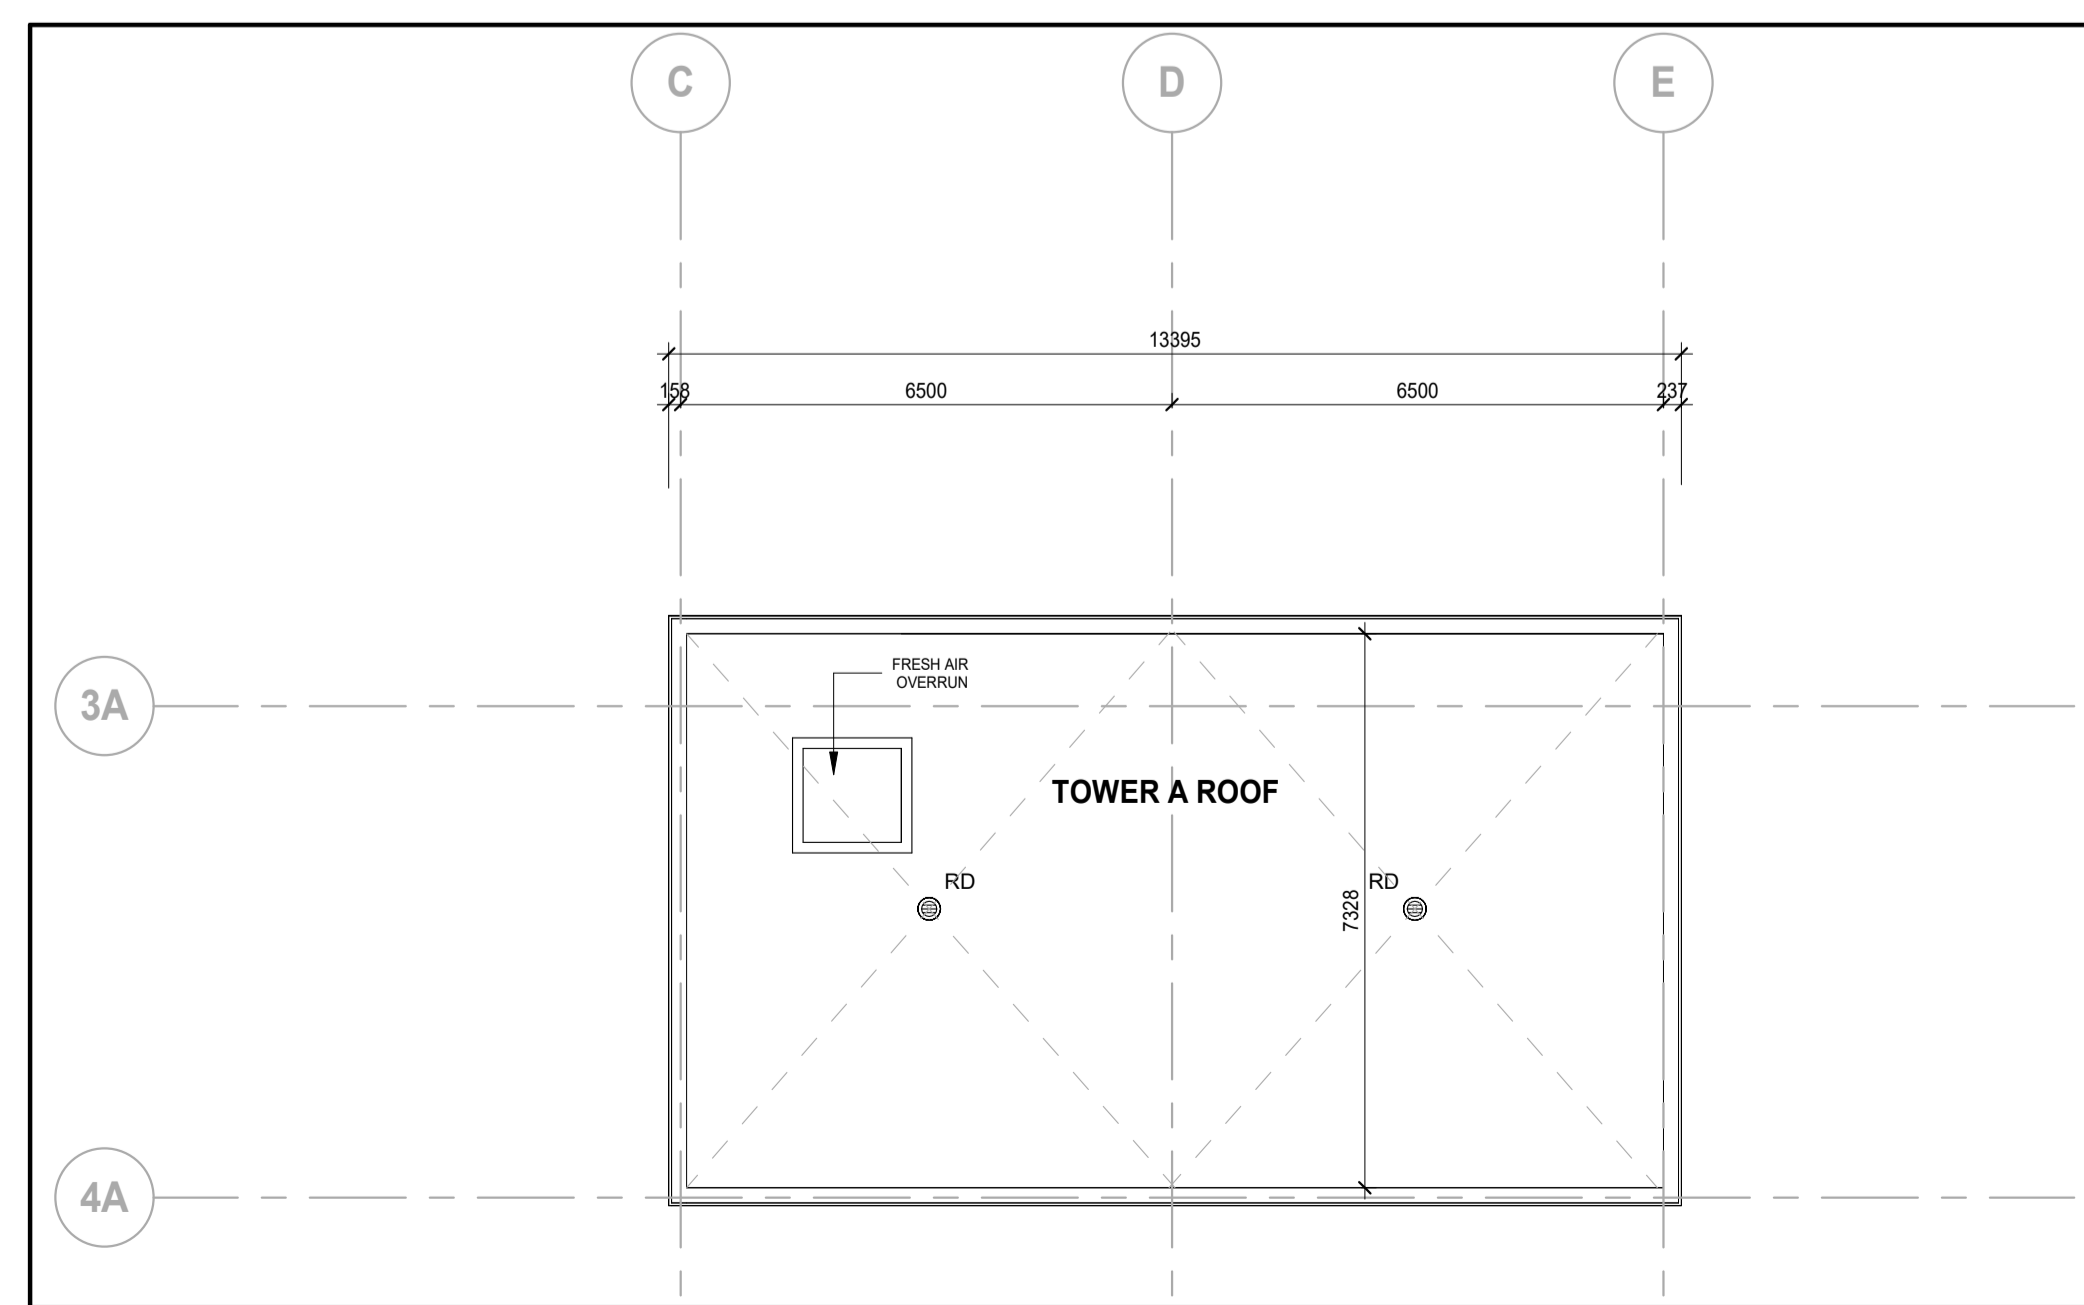 C
D
E
13395
158
6500
6500
237
3A
FRESH AIR
OVERRUN
TOWER A ROOF
RD
RD
7328
4A